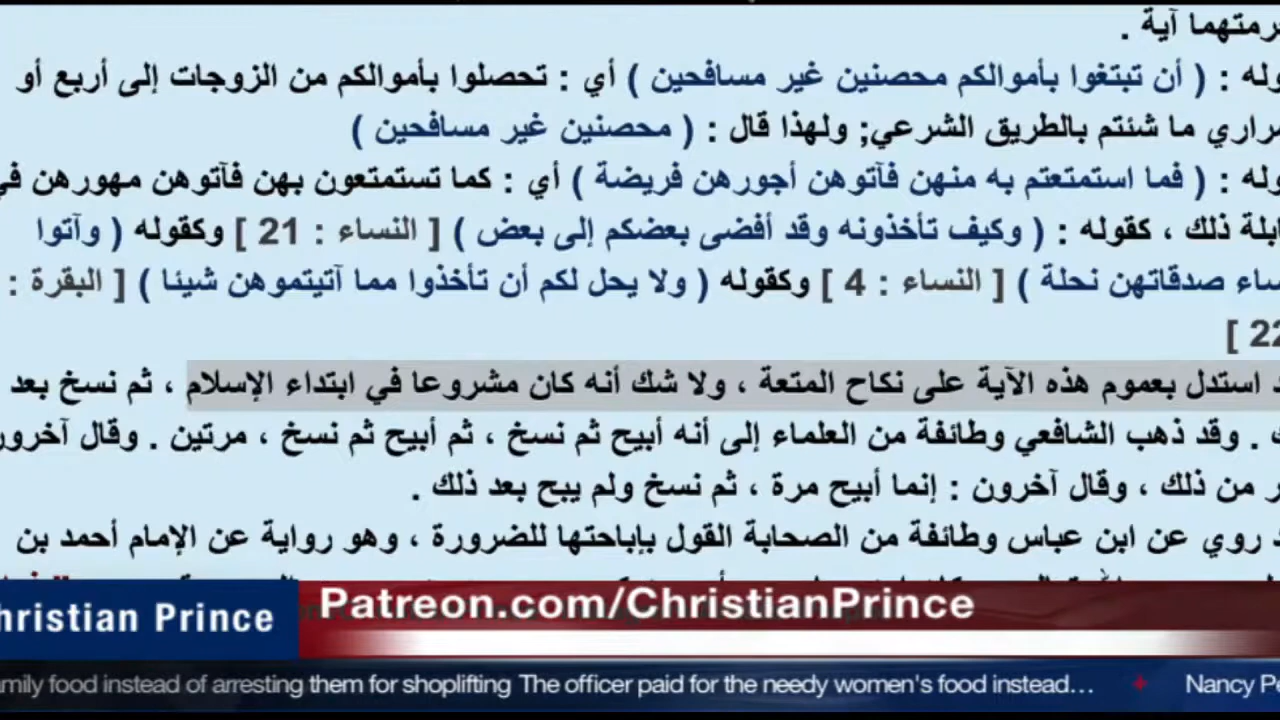 رمتهما آية .
وله : ( أن تبتغوا بأموالكم محصنين غير مسافحين ) أي : تحصلوا بأموالكم من الزوجات إلى أربع أو
راري ما شئتم بالطريق الشرعي; ولهذا قال : ( محصنين غير مسافحين )
وله : ( فما استمتعتم به منهن فآتوهن أجورهن فريضة ) أي : كما تستمتعون بهن فآتوهن مهورهن في
ابلة ذلك ، كقوله : ( وكيف تأخذونه وقد أفضى بعضكم إلى بعض ) [ النساء : 21 ] وكقوله ( وآتوا
ساء صدقاتهن نحلة ) [ النساء : 4 ] وكقوله ( ولا يحل لكم أن تأخذوا مما آتيتموهن شيئا ) [ البقرة :
22 ]
د استدل بعموم هذه الآية على نكاح المتعة ، ولا شك أنه كان مشروعا في ابتداء الإسلام ، ثم نسخ بعد
ك . وقد ذهب الشافعي وطائفة من العلماء إلى أنه أبيح ثم نسخ ، ثم أبيح ثم نسخ ، مرتين . وقال آخرون
ر من ذلك ، وقال آخرون : إنما أبيح مرة ، ثم نسخ ولم يبح بعد ذلك .
د روي عن ابن عباس وطائفة من الصحابة القول بإباحتها للضرورة ، وهو رواية عن الإمام أحمد بن
hristian Prince
Patreon.com/ChristianPrince
mily food instead of arresting them for shoplifting The officer paid for the needy women's food instead... Nancy Pe